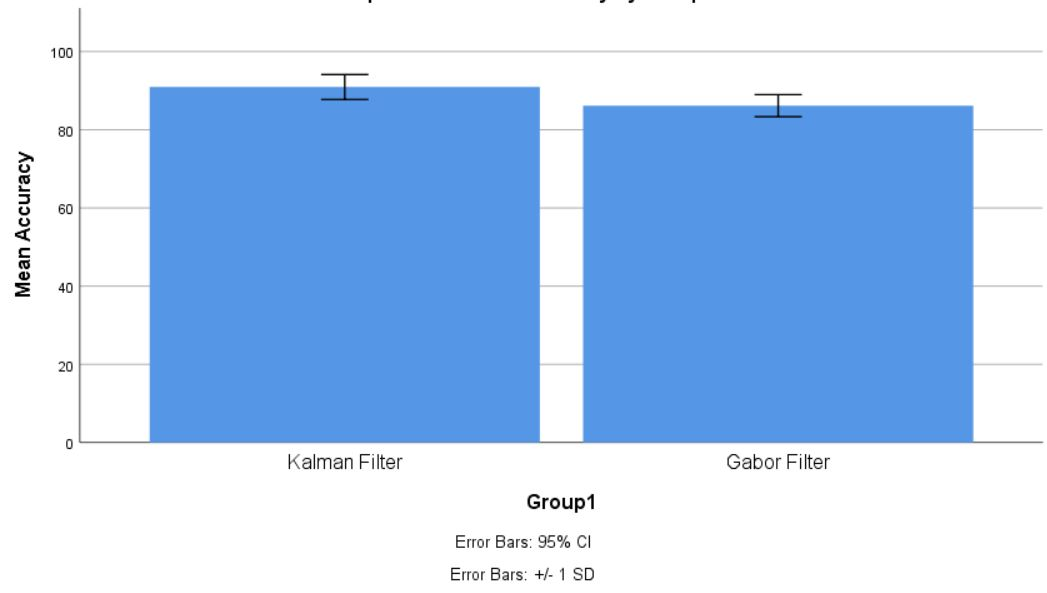 100
80
60
40
20
0
Mean Accuracy
Kalman Filter
Gabor Filter
Group1
Error Bars: 95% CI
Error Bars: +/- 1 SD